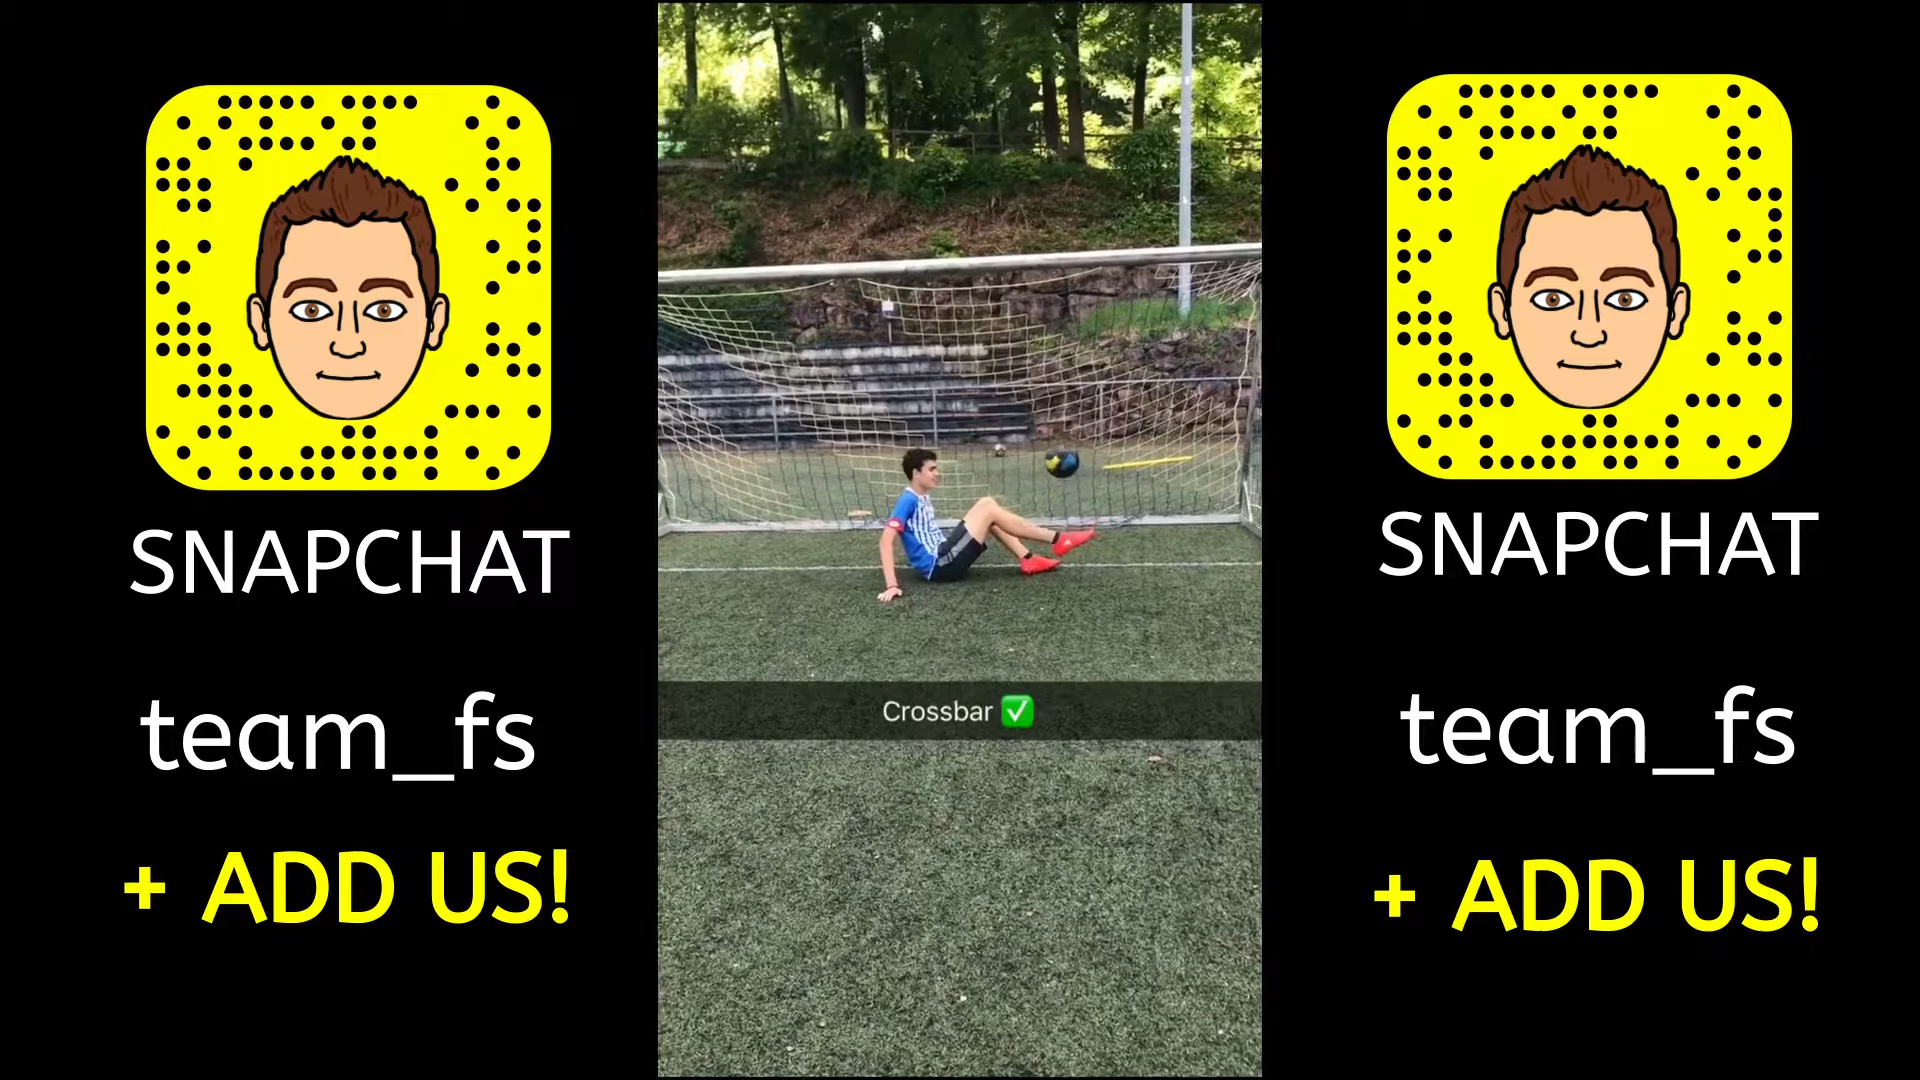 SNAPCHAT
team_fs
+ ADD US!
Crossbar ✅
SNAPCHAT
team_fs
+ ADD US!